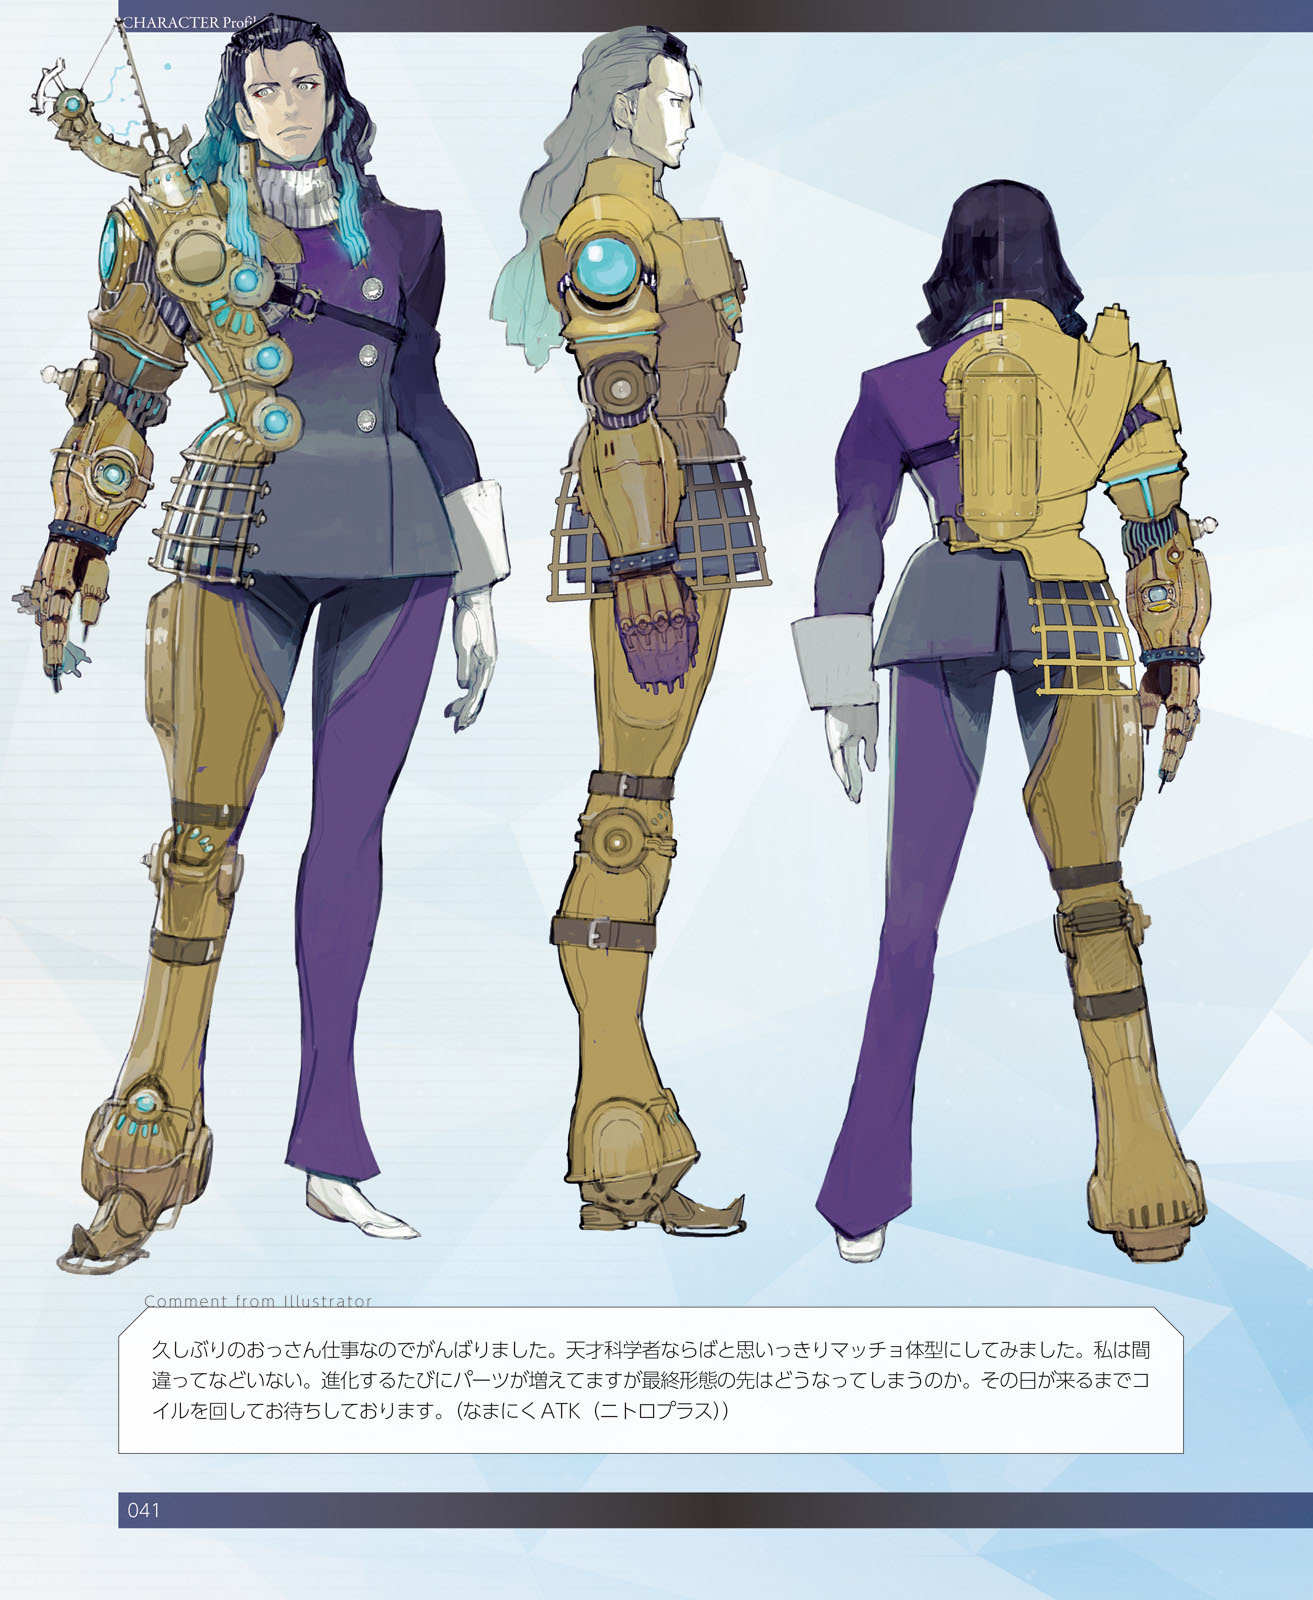 CHARACTER Profil
Comment from Illustrator
久しぶりのおっさん仕事なのでがんばりました。天才科学者ならばと思いっきりマッチョ体型にしてみました。私は間
違ってなどいない。進化するたびにパーツが増えてますが最終形態の先はどうなってしまうのか。その日が来るまでコ
イルを回してお待ちしております。（なまにくATK（ニトロプラス））
041